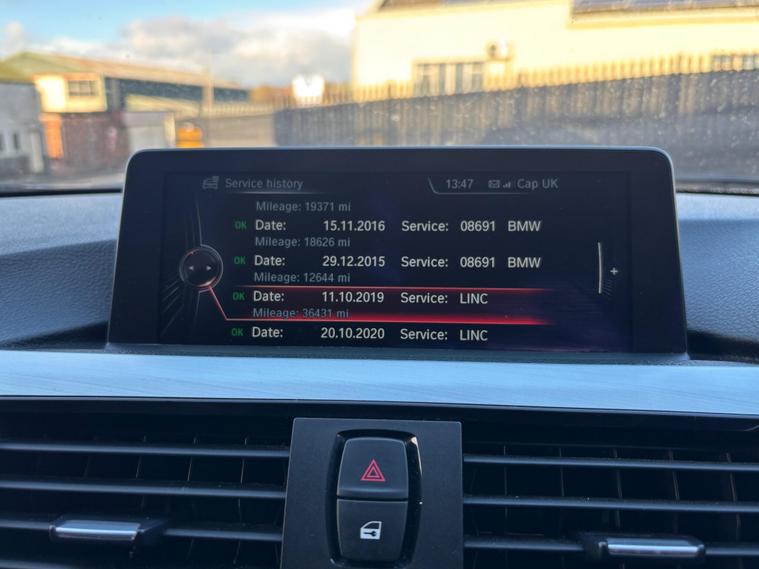 Service history 13:47 Cap UK
Mileage: 19371 mi
OK Date: 15.11.2016 Service: 08691 BMW
Mileage: 18626 mi
OK Date: 29.12.2015 Service: 08691 BMW
Mileage: 12644 mi
OK Date: 11.10.2019 Service: LINC
Mileage: 36431 mi
OK Date: 20.10.2020 Service: LINC